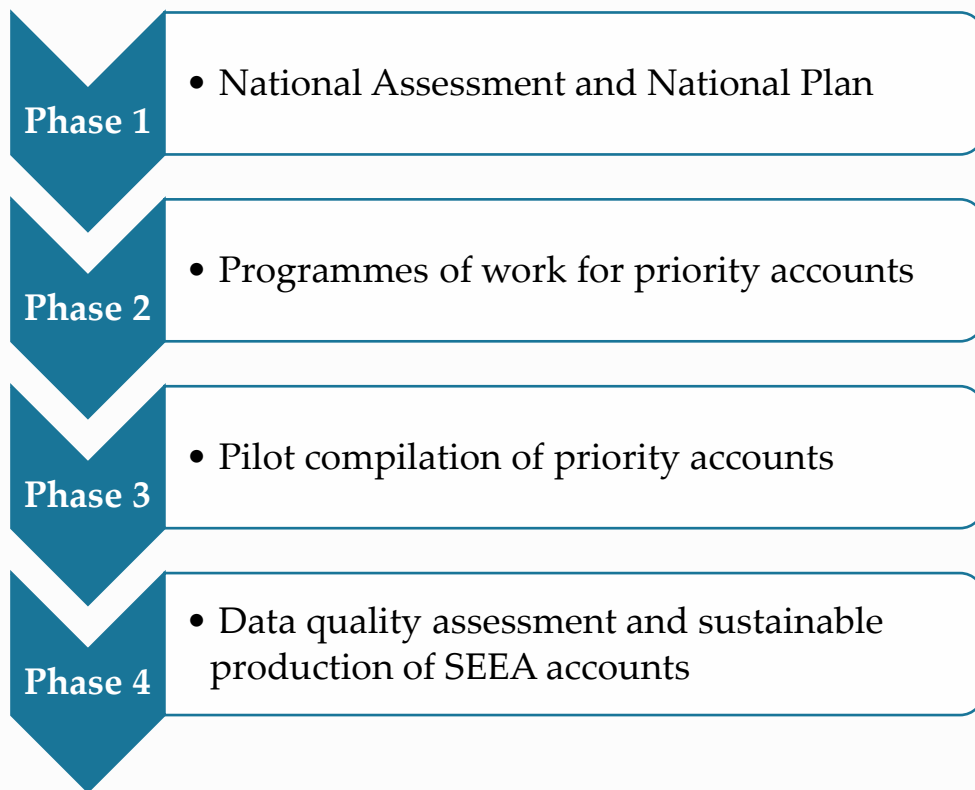 Phase 1
• National Assessment and National Plan
Phase 2
• Programmes of work for priority accounts
Phase 3
• Pilot compilation of priority accounts
Phase 4
• Data quality assessment and sustainable
production of SEEA accounts